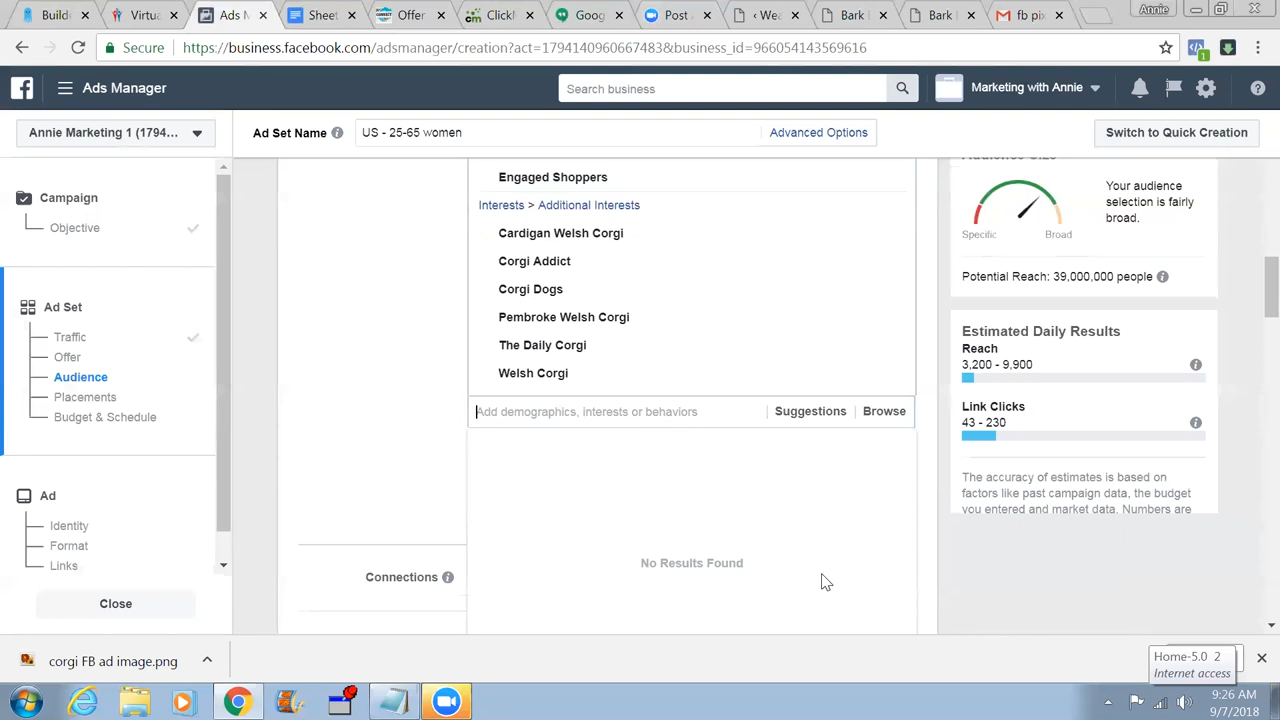 Build
Virtu
Ads M
Sheet
Offer
ClickM
Goog
Post A
‹ Wea
Bark
Bark
fb pix
Annie
Secure
https://business.facebook.com/adsmanager/creation?act=1794140960667483&business_id=966054143569616
1
Ads Manager
Search business
Marketing with Annie
Annie Marketing 1 (1794...
Ad Set Name
US - 25-65 women
Advanced Options
Switch to Quick Creation
Campaign
Objective
Ad Set
Traffic
Offer
Audience
Placements
Budget & Schedule
Ad
Identity
Format
Links
Close
Engaged Shoppers
Interests > Additional Interests
Cardigan Welsh Corgi
Corgi Addict
Corgi Dogs
Pembroke Welsh Corgi
The Daily Corgi
Welsh Corgi
Add demographics, interests or behaviors
Suggestions
Browse
No Results Found
Connections
Audience Size
Your audience
selection is fairly
broad.
Specific
Broad
Potential Reach: 39,000,000 people
Estimated Daily Results
Reach
3,200 - 9,900
Link Clicks
43 - 230
The accuracy of estimates is based on
factors like past campaign data, the budget
you entered and market data. Numbers are
corgi FB ad image.png
Home-5.0 2
Internet access
9:26 AM
9/7/2018